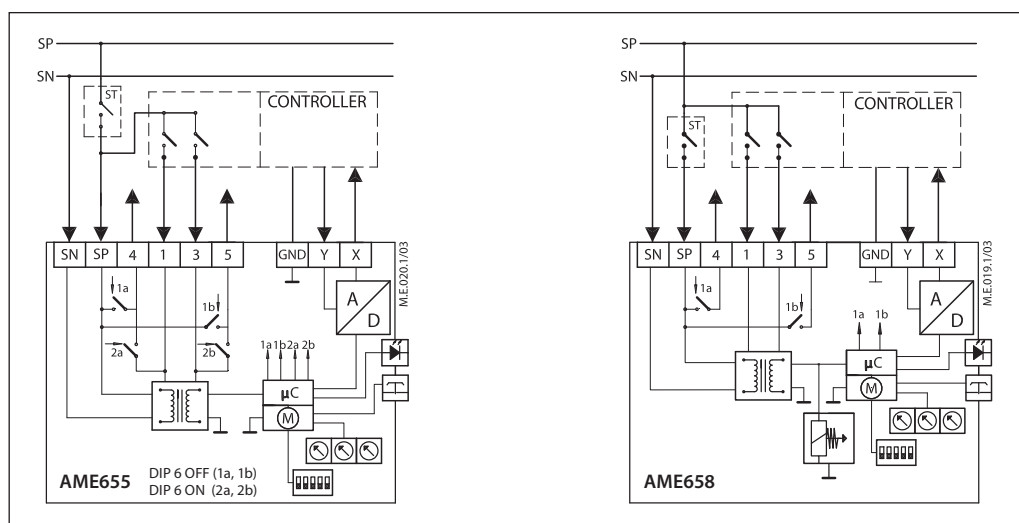 SP
SN
ST
CONTROLLER
SN SP 4 1 3 5 GND Y X
M.E.020.1/03
1a
1b
2a
2b
A
D
1a 1b 2a 2b
μC
M
AME655
DIP 6 OFF (1a, 1b)
DIP 6 ON (2a, 2b)
SP
SN
ST
CONTROLLER
SN SP 4 1 3 5 GND Y X
M.E.019.1/03
1a
1b
A
D
1a 1b
μC
M
AME658